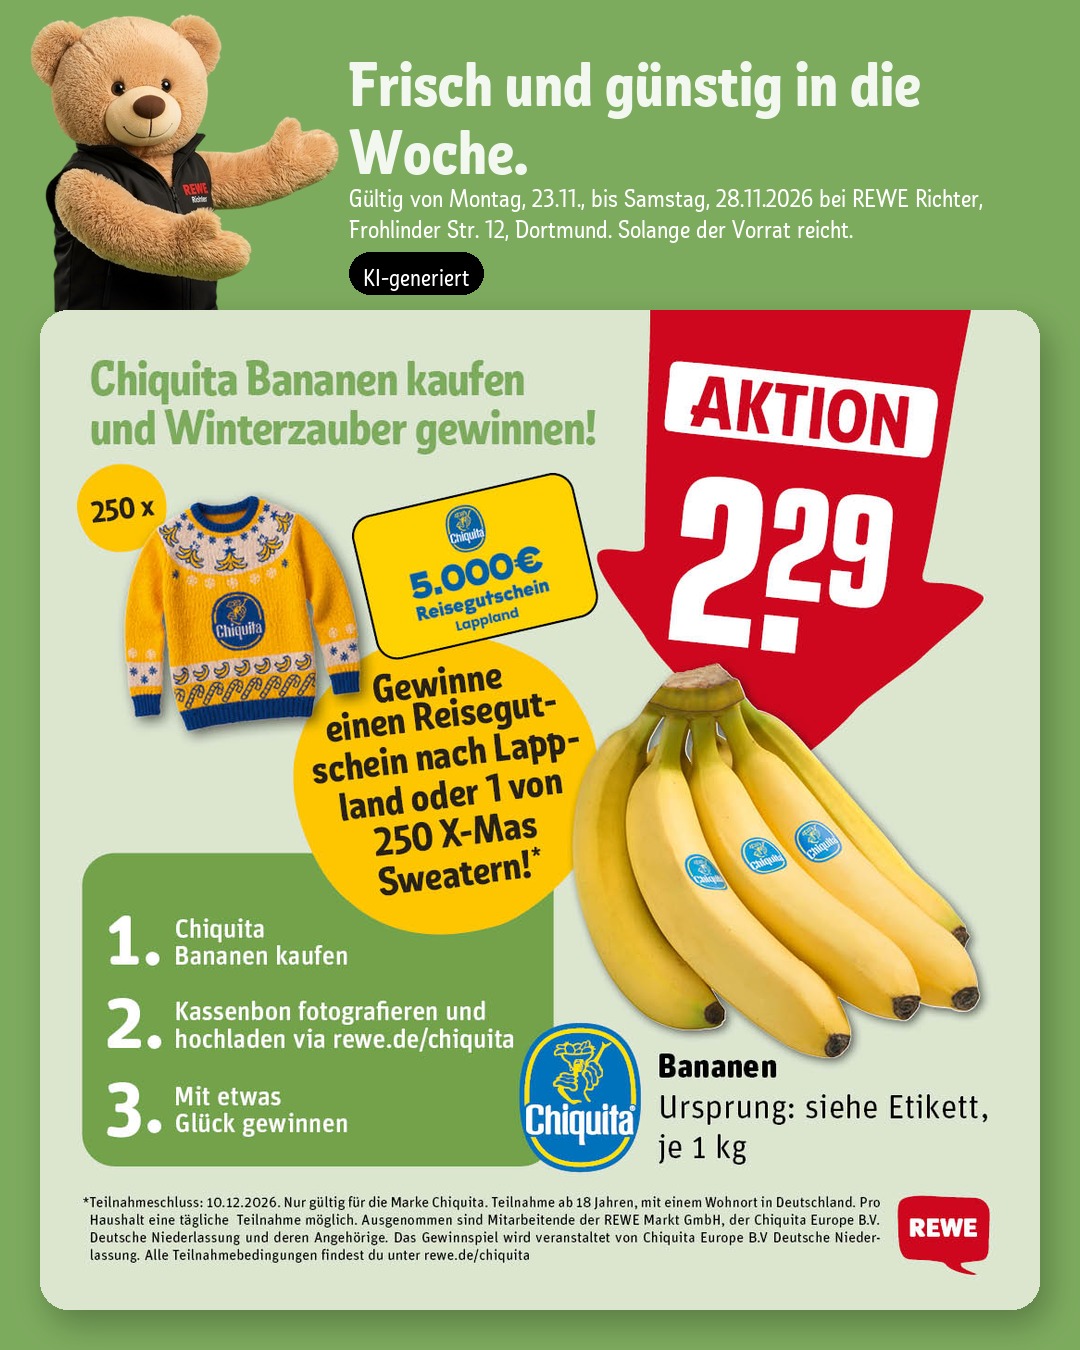 Frisch und günstig in die
Woche.
Gültig von Montag, 23.11., bis Samstag, 28.11.2026 bei REWE Richter,
Frohlinder Str. 12, Dortmund. Solange der Vorrat reicht.
KI-generiert
REWE
Richter
Chiquita Bananen kaufen
und Winterzauber gewinnen!
AKTION
2.29
250 x
Chiquita
Chiquita
5.000€
Reisegutschein
Lappland
Gewinne
einen Reisegut-
schein nach Lapp-
land oder 1 von
250 X-Mas
Sweatern!*
Chiquita
Chiquita
Chiquita
1. Chiquita
Bananen kaufen
2. Kassenbon fotografieren und
hochladen via rewe.de/chiquita
3. Mit etwas
Glück gewinnen
Chiquita
Bananen
Ursprung: siehe Etikett,
je 1 kg
*Teilnahmeschluss: 10.12.2026. Nur gültig für die Marke Chiquita. Teilnahme ab 18 Jahren, mit einem Wohnort in Deutschland. Pro
Haushalt eine tägliche Teilnahme möglich. Ausgenommen sind Mitarbeitende der REWE Markt GmbH, der Chiquita Europe B.V.
Deutsche Niederlassung und deren Angehörige. Das Gewinnspiel wird veranstaltet von Chiquita Europe B.V Deutsche Nieder-
lassung. Alle Teilnahmebedingungen findest du unter rewe.de/chiquita
REWE